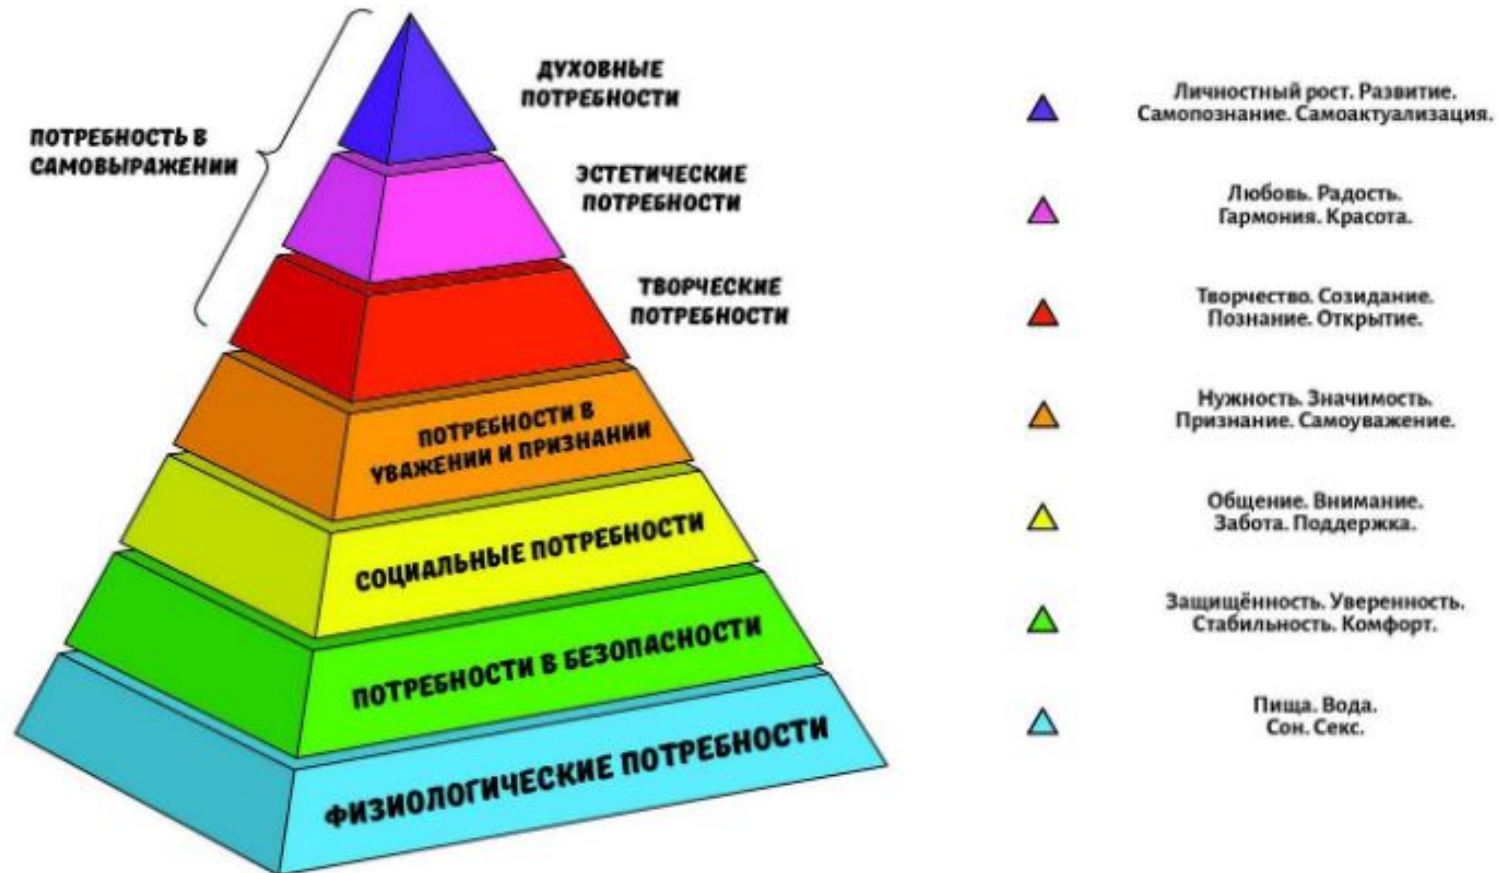 ДУХОВНЫЕ
ПОТРЕБНОСТИ
ПОТРЕБНОСТЬ В
САМОВЫРАЖЕНИИ
ЭСТЕТИЧЕСКИЕ
ПОТРЕБНОСТИ
ТВОРЧЕСКИЕ
ПОТРЕБНОСТИ
ПОТРЕБНОСТИ В
УВАЖЕНИИ И ПРИЗНАНИИ
СОЦИАЛЬНЫЕ ПОТРЕБНОСТИ
ПОТРЕБНОСТИ В БЕЗОПАСНОСТИ
ФИЗИОЛОГИЧЕСКИЕ ПОТРЕБНОСТИ
Личностный рост. Развитие.
Самопознание. Самоактуализация.
Любовь. Радость.
Гармония. Красота.
Творчество. Созидание.
Познание. Открытие.
Нужность. Значимость.
Признание. Самоуважение.
Общение. Внимание.
Забота. Поддержка.
Защищённость. Уверенность.
Стабильность. Комфорт.
Пища. Вода.
Сон. Секс.